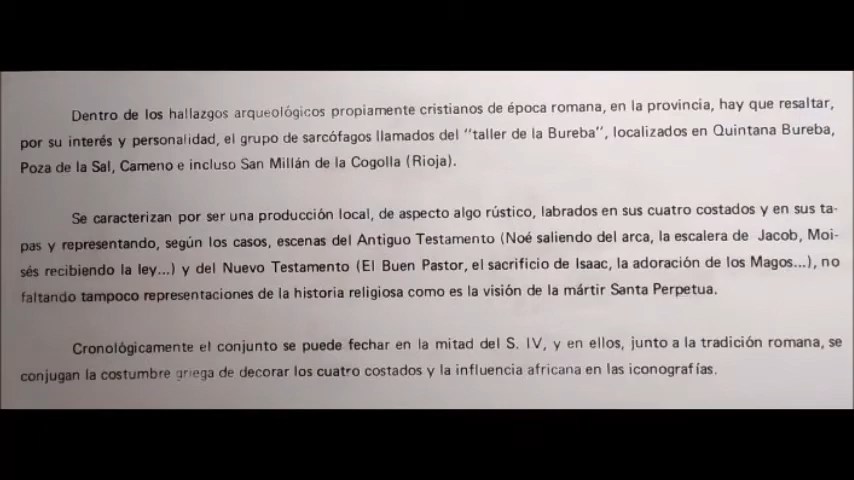 Dentro de los hallazgos arqueológicos propiamente cristianos de época romana, en la provincia, hay que resaltar,
por su interés y personalidad, el grupo de sarcófagos llamados del "taller de la Bureba", localizados en Quintana Bureba,
Poza de la Sal, Cameno e incluso San Millán de la Cogolla (Rioja).
Se caracterizan por ser una producción local, de aspecto algo rústico, labrados en sus cuatro costados y en sus ta-
pas y representando, según los casos, escenas del Antiguo Testamento (Noé saliendo del arca, la escalera de Jacob, Moi-
sés recibiendo la ley...) y del Nuevo Testamento (El Buen Pastor, el sacrificio de Isaac, la adoración de los Magos...), no
faltando tampoco representaciones de la historia religiosa como es la visión de la mártir Santa Perpetua.
Cronológicamente el conjunto se puede fechar en la mitad del S. IV, y en ellos, junto a la tradición romana, se
conjugan la costumbre griega de decorar los cuatro costados y la influencia africana en las iconografías.